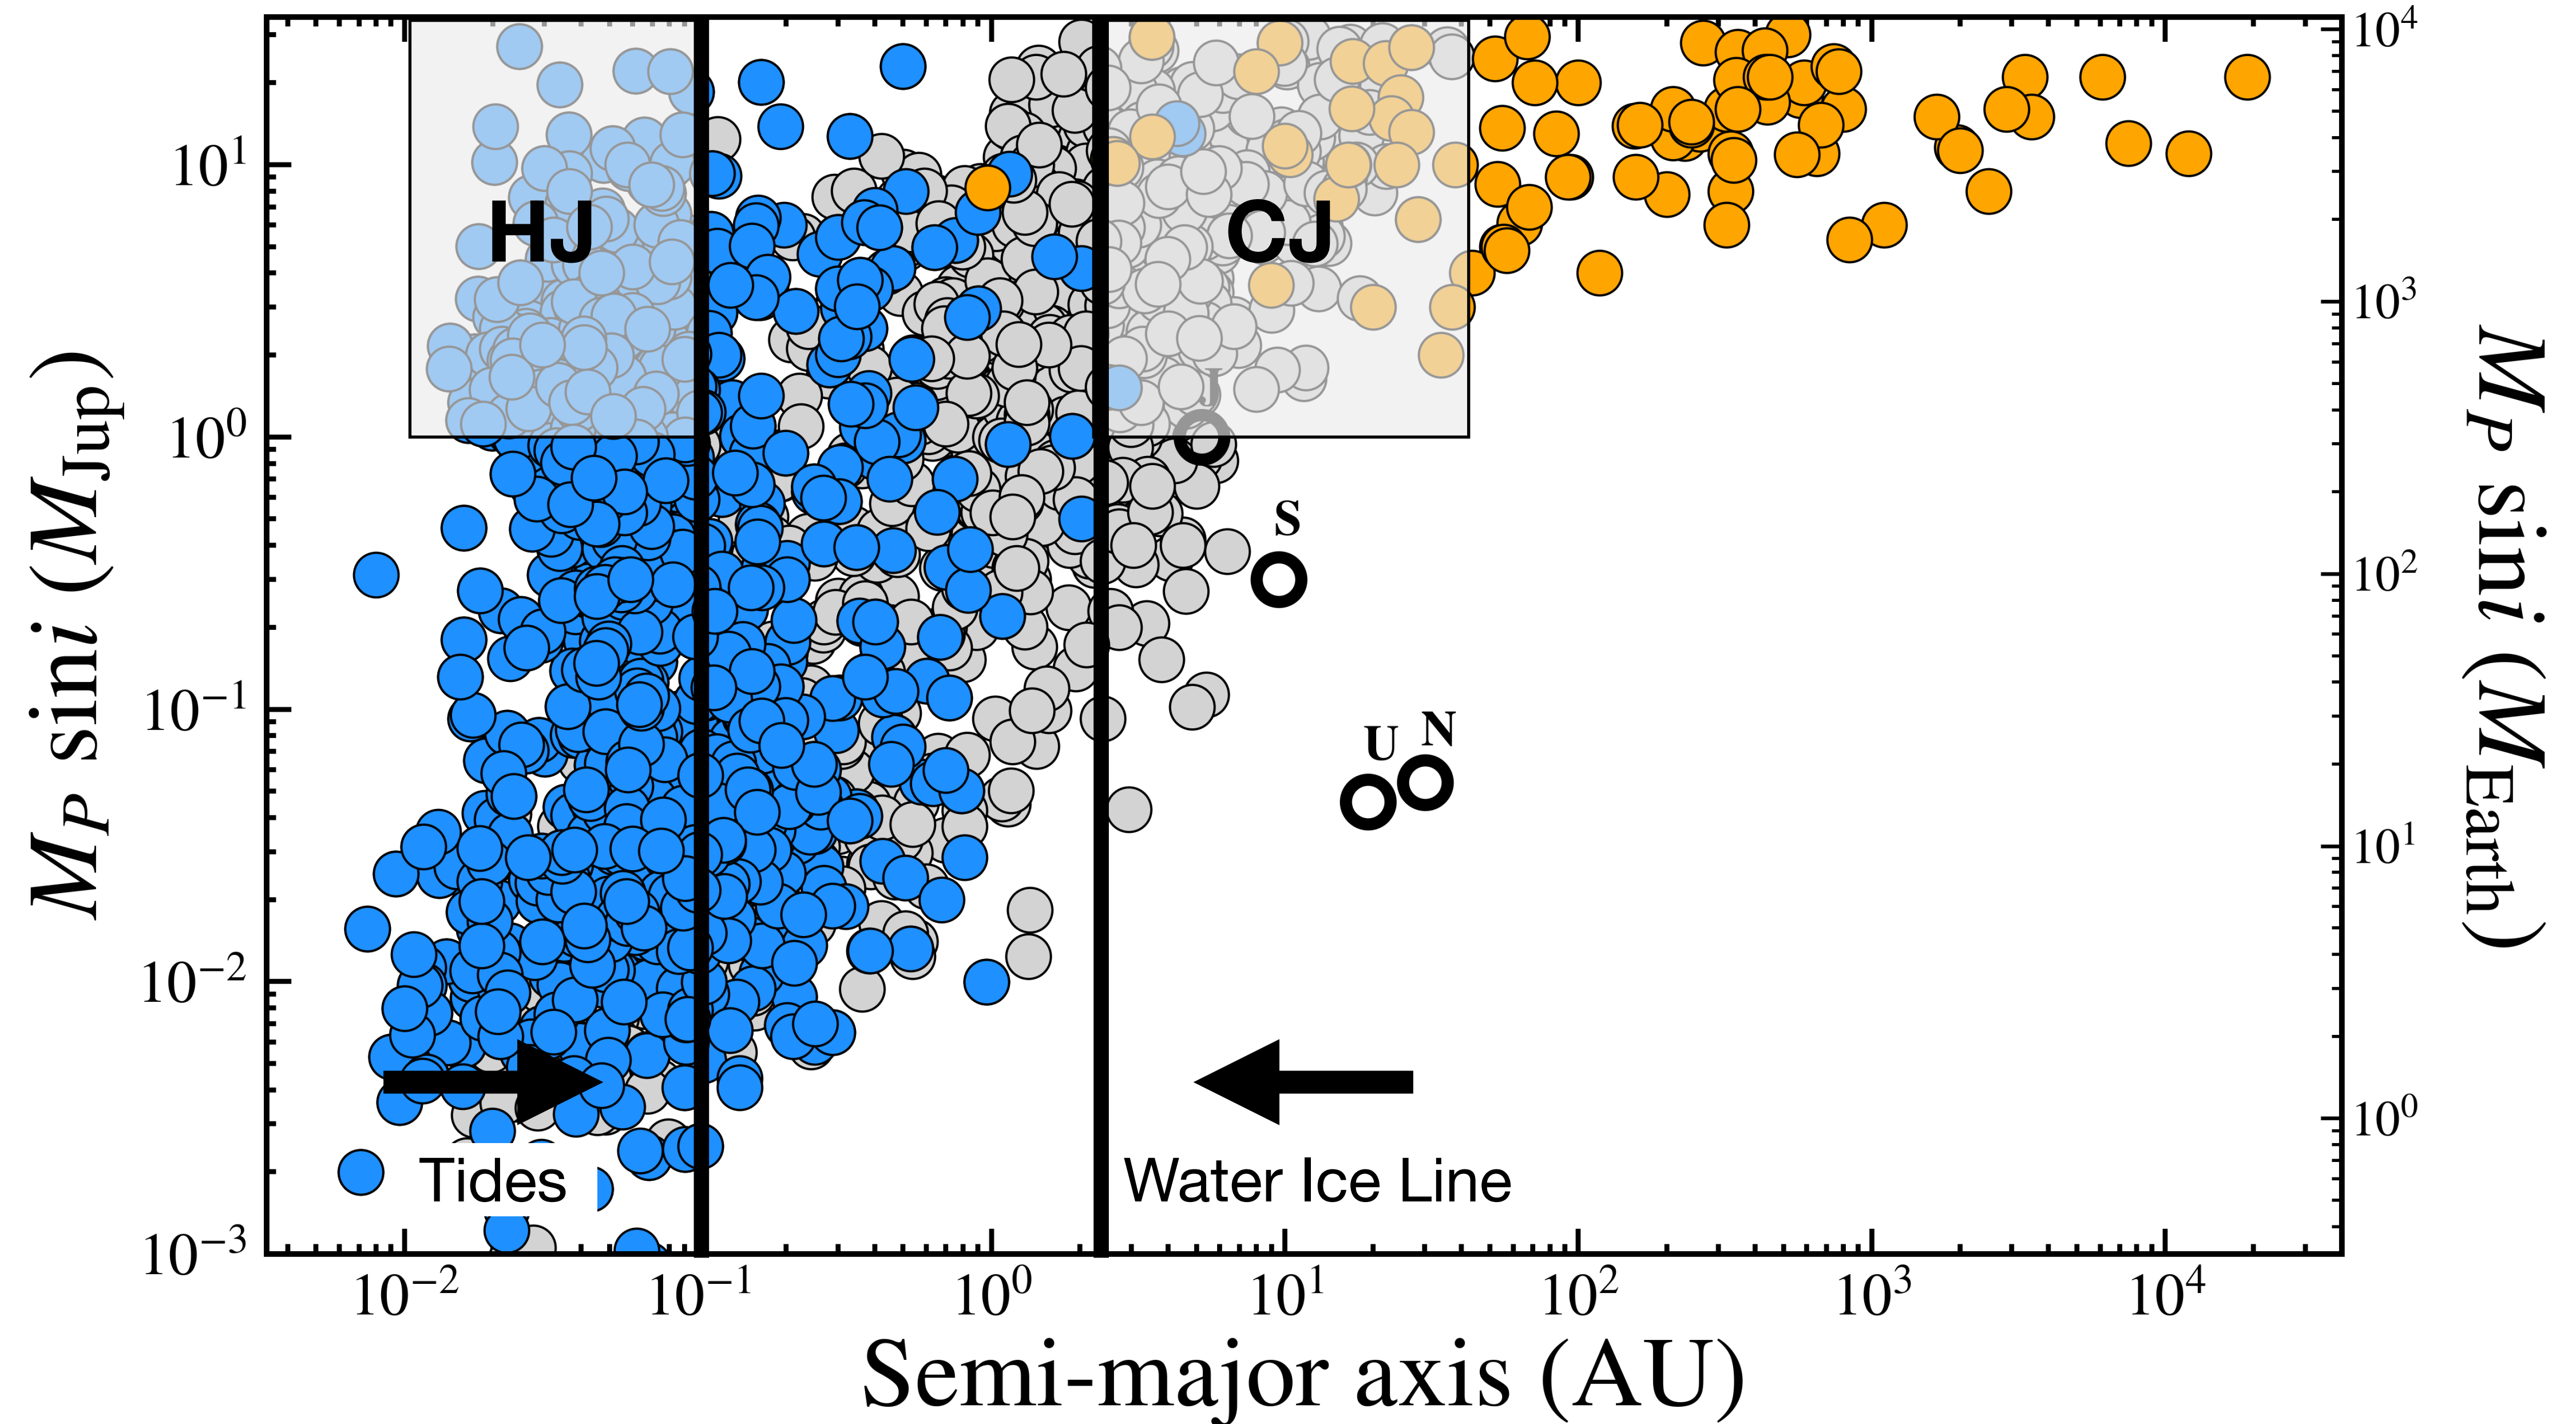 M_P sini (M_Jup)
10^1
10^0
10^−1
10^−2
10^−3
HJ
CJ
J
S
U
N
Tides
Water Ice Line
10^4
10^3
10^2
10^1
10^0
M_P sini (M_Earth)
10^−2
10^−1
10^0
10^1
10^2
10^3
10^4
Semi-major axis (AU)